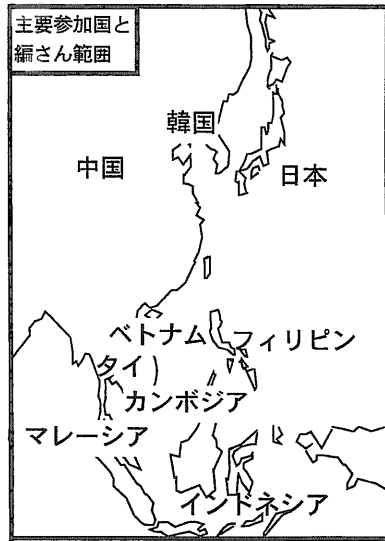 主要参加国と
編さん範囲
韓国
中国
日本
ベトナム
フィリピン
タイ
カンボジア
マレーシア
インドネシア